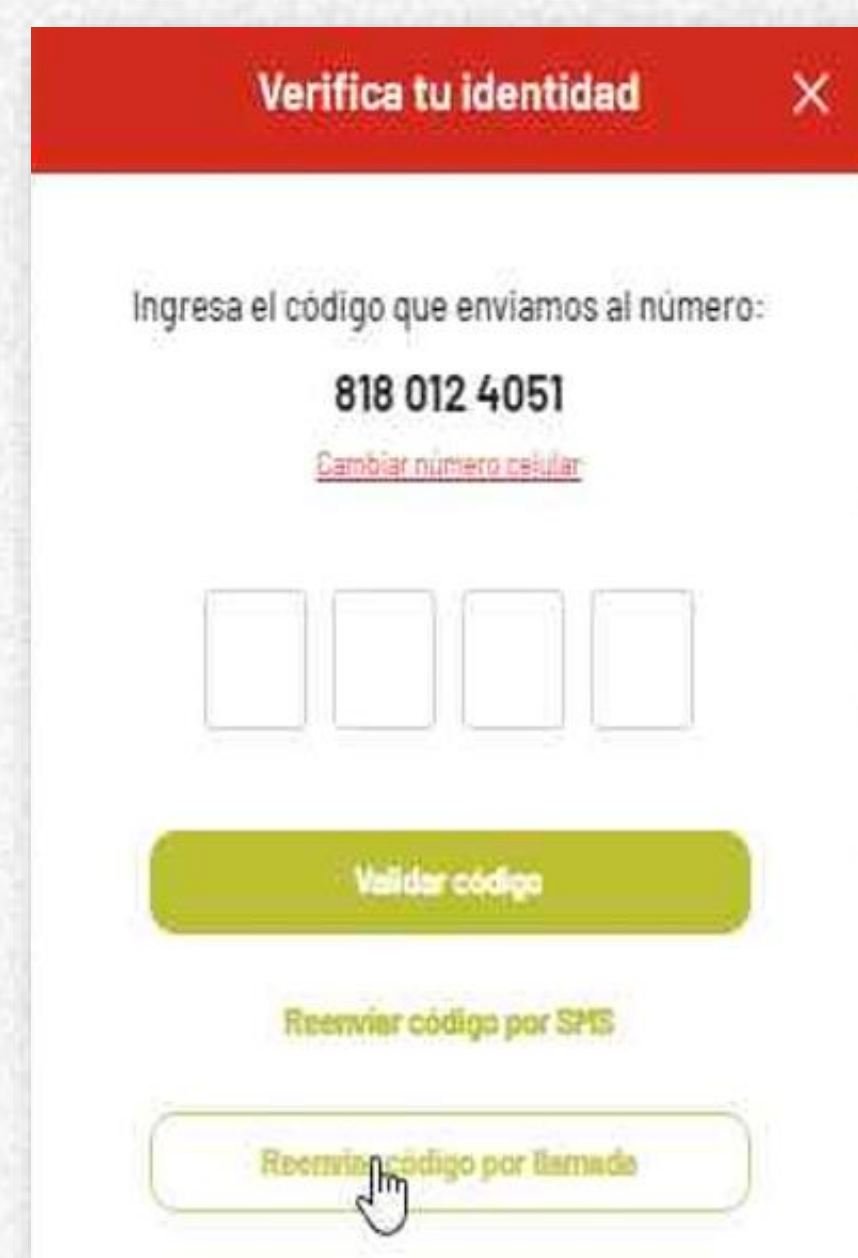 Verifica tu identidad
Ingresa el código que enviamos al número:
818 012 4051
Cambiar número celular
Validar código
Reenviar código por SMS
Reenviar código por llamada